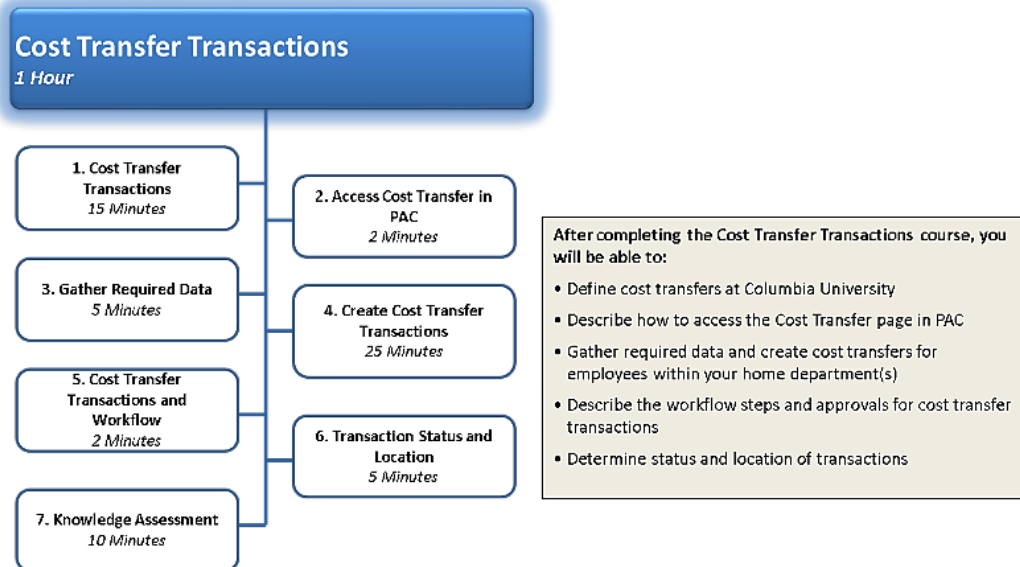 Cost Transfer Transactions
1 Hour
1. Cost Transfer
Transactions
15 Minutes
2. Access Cost Transfer in
PAC
2 Minutes
3. Gather Required Data
5 Minutes
4. Create Cost Transfer
Transactions
25 Minutes
5. Cost Transfer
Transactions and
Workflow
2 Minutes
6. Transaction Status and
Location
5 Minutes
7. Knowledge Assessment
10 Minutes
After completing the Cost Transfer Transactions course, you
will be able to:
• Define cost transfers at Columbia University
• Describe how to access the Cost Transfer page in PAC
• Gather required data and create cost transfers for
employees within your home department(s)
• Describe the workflow steps and approvals for cost transfer
transactions
• Determine status and location of transactions